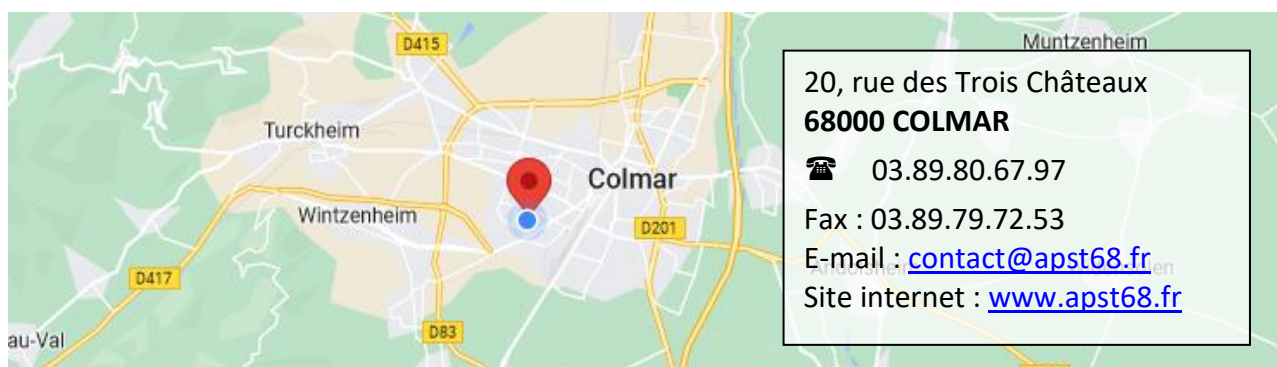 D415
Muntzenheim
Turckheim
Colmar
Wintzenheim
D201
D417
D83
au-Val
20, rue des Trois Châteaux
68000 COLMAR
☎ 03.89.80.67.97
Fax : 03.89.79.72.53
E-mail : contact@apst68.fr
Site internet : www.apst68.fr